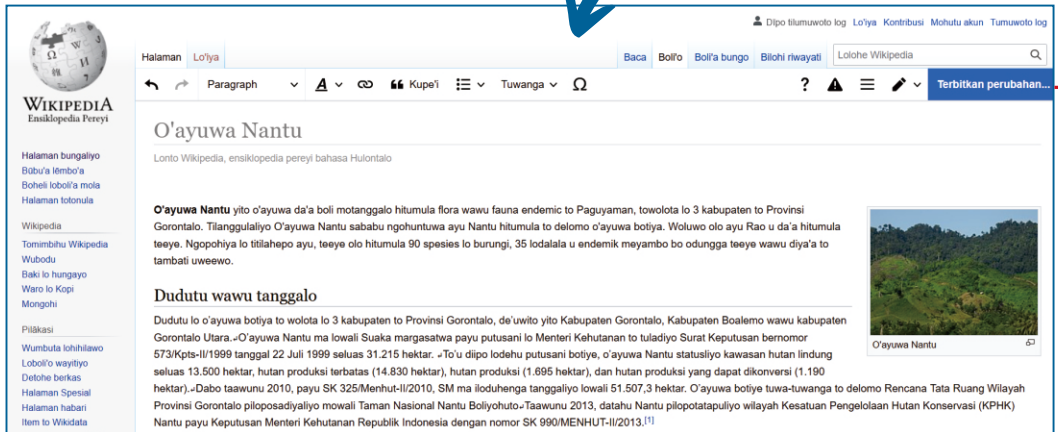 Dipo tilumuwoto log Lo'iya Kontribusi Mohutu akun Tumuwoto log
Halaman Lo'iya Baca Boli'o Boli'a bungo Bilohi riwayati Lolohe Wikipedia
Paragraph A Kupe'i Tuwanga Ω ? Terbitkan perubahan...
WIKIPEDIA
Ensiklopedia Pereyi
Halaman bungaliyo
Būbu'a lēmbo'a
Boheli loboli'a mola
Halaman totonula
Wikipedia
Tomimbihu Wikipedia
Wubodu
Baki lo hungayo
Waro lo Kopi
Mongohi
Pilākasi
Wumbuta lohihilawo
Loboli'o wayitiyo
Detohe berkas
Halaman Spesial
Halaman habari
Item to Wikidata
O'ayuwa Nantu
Lonto Wikipedia, ensiklopedia pereyi bahasa Hulontalo
O'ayuwa Nantu yito o'ayuwa da'a boli motanggalo hitumula flora wawu fauna endemic to Paguyaman, towolota lo 3 kabupaten to Provinsi
Gorontalo. Tilanggulaliyo O'ayuwa Nantu sababu ngohuntuwa ayu Nantu hitumula to delomo o'ayuwa botiya. Woluwo olo ayu Rao u da'a hitumula
teeye. Ngopohiya lo titilahepo ayu, teeye olo hitumula 90 spesies lo burungi, 35 lodalala u endemik meyambo bo odungga teeye wawu diya'a to
tambati uweewo.
Dudutu wawu tanggalo
Dudutu lo o'ayuwa botiya to wolota lo 3 kabupaten to Provinsi Gorontalo, de'uwito yito Kabupaten Gorontalo, Kabupaten Boalemo wawu kabupaten
Gorontalo Utara.↵O'ayuwa Nantu ma lowali Suaka margasatwa payu putusani lo Menteri Kehutanan to tuladiyo Surat Keputusan bernomor
573/Kpts-II/1999 tanggal 22 Juli 1999 seluas 31.215 hektar. ↵To'u diipo lodehu putusani botiye, o'ayuwa Nantu statusliyo kawasan hutan lindung
seluas 13.500 hektar, hutan produksi terbatas (14.830 hektar), hutan produksi (1.695 hektar), dan hutan produksi yang dapat dikonversi (1.190
hektar).↵Dabo taawunu 2010, payu SK 325/Menhut-II/2010, SM ma iloduhenga tanggaliyo lowali 51.507,3 hektar. O'ayuwa botiye tuwa-tuwanga to delomo Rencana Tata Ruang Wilayah
Provinsi Gorontalo piloposadiyaliyo mowali Taman Nasional Nantu Boliyohuto↵Taawunu 2013, datahu Nantu pilopotatapuliyo wilayah Kesatuan Pengelolaan Hutan Konservasi (KPHK)
Nantu payu Keputusan Menteri Kehutanan Republik Indonesia dengan nomor SK 990/MENHUT-II/2013.[1]
O'ayuwa Nantu